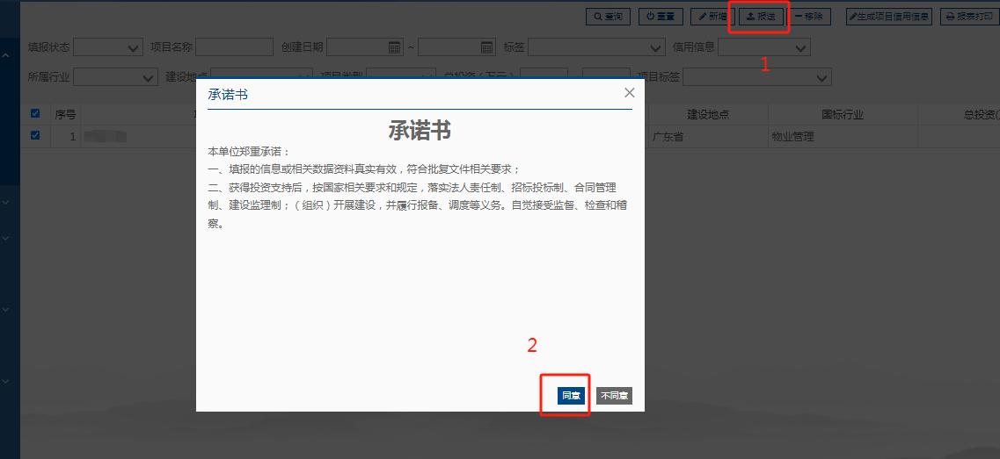 查询 重置 新增 报送 移除 生成项目信用信息 报表打印
填报状态 项目名称 创建日期 ~ 标签 信用信息
1
所属行业 建设地点 项目类型 总投资(万元) 项目标签
承诺书
序号 建设地点 国标行业 总投资(
1 广东省 物业管理
承诺书
本单位郑重承诺：
一、填报的信息或相关数据资料真实有效，符合批复文件相关要求；
二、获得投资支持后，按国家相关要求和规定，落实法人责任制、招标投标制、合同管理
制、建设监理制；（组织）开展建设，并履行报备、调度等义务。自觉接受监督、检查和稽
察。
2
同意 不同意